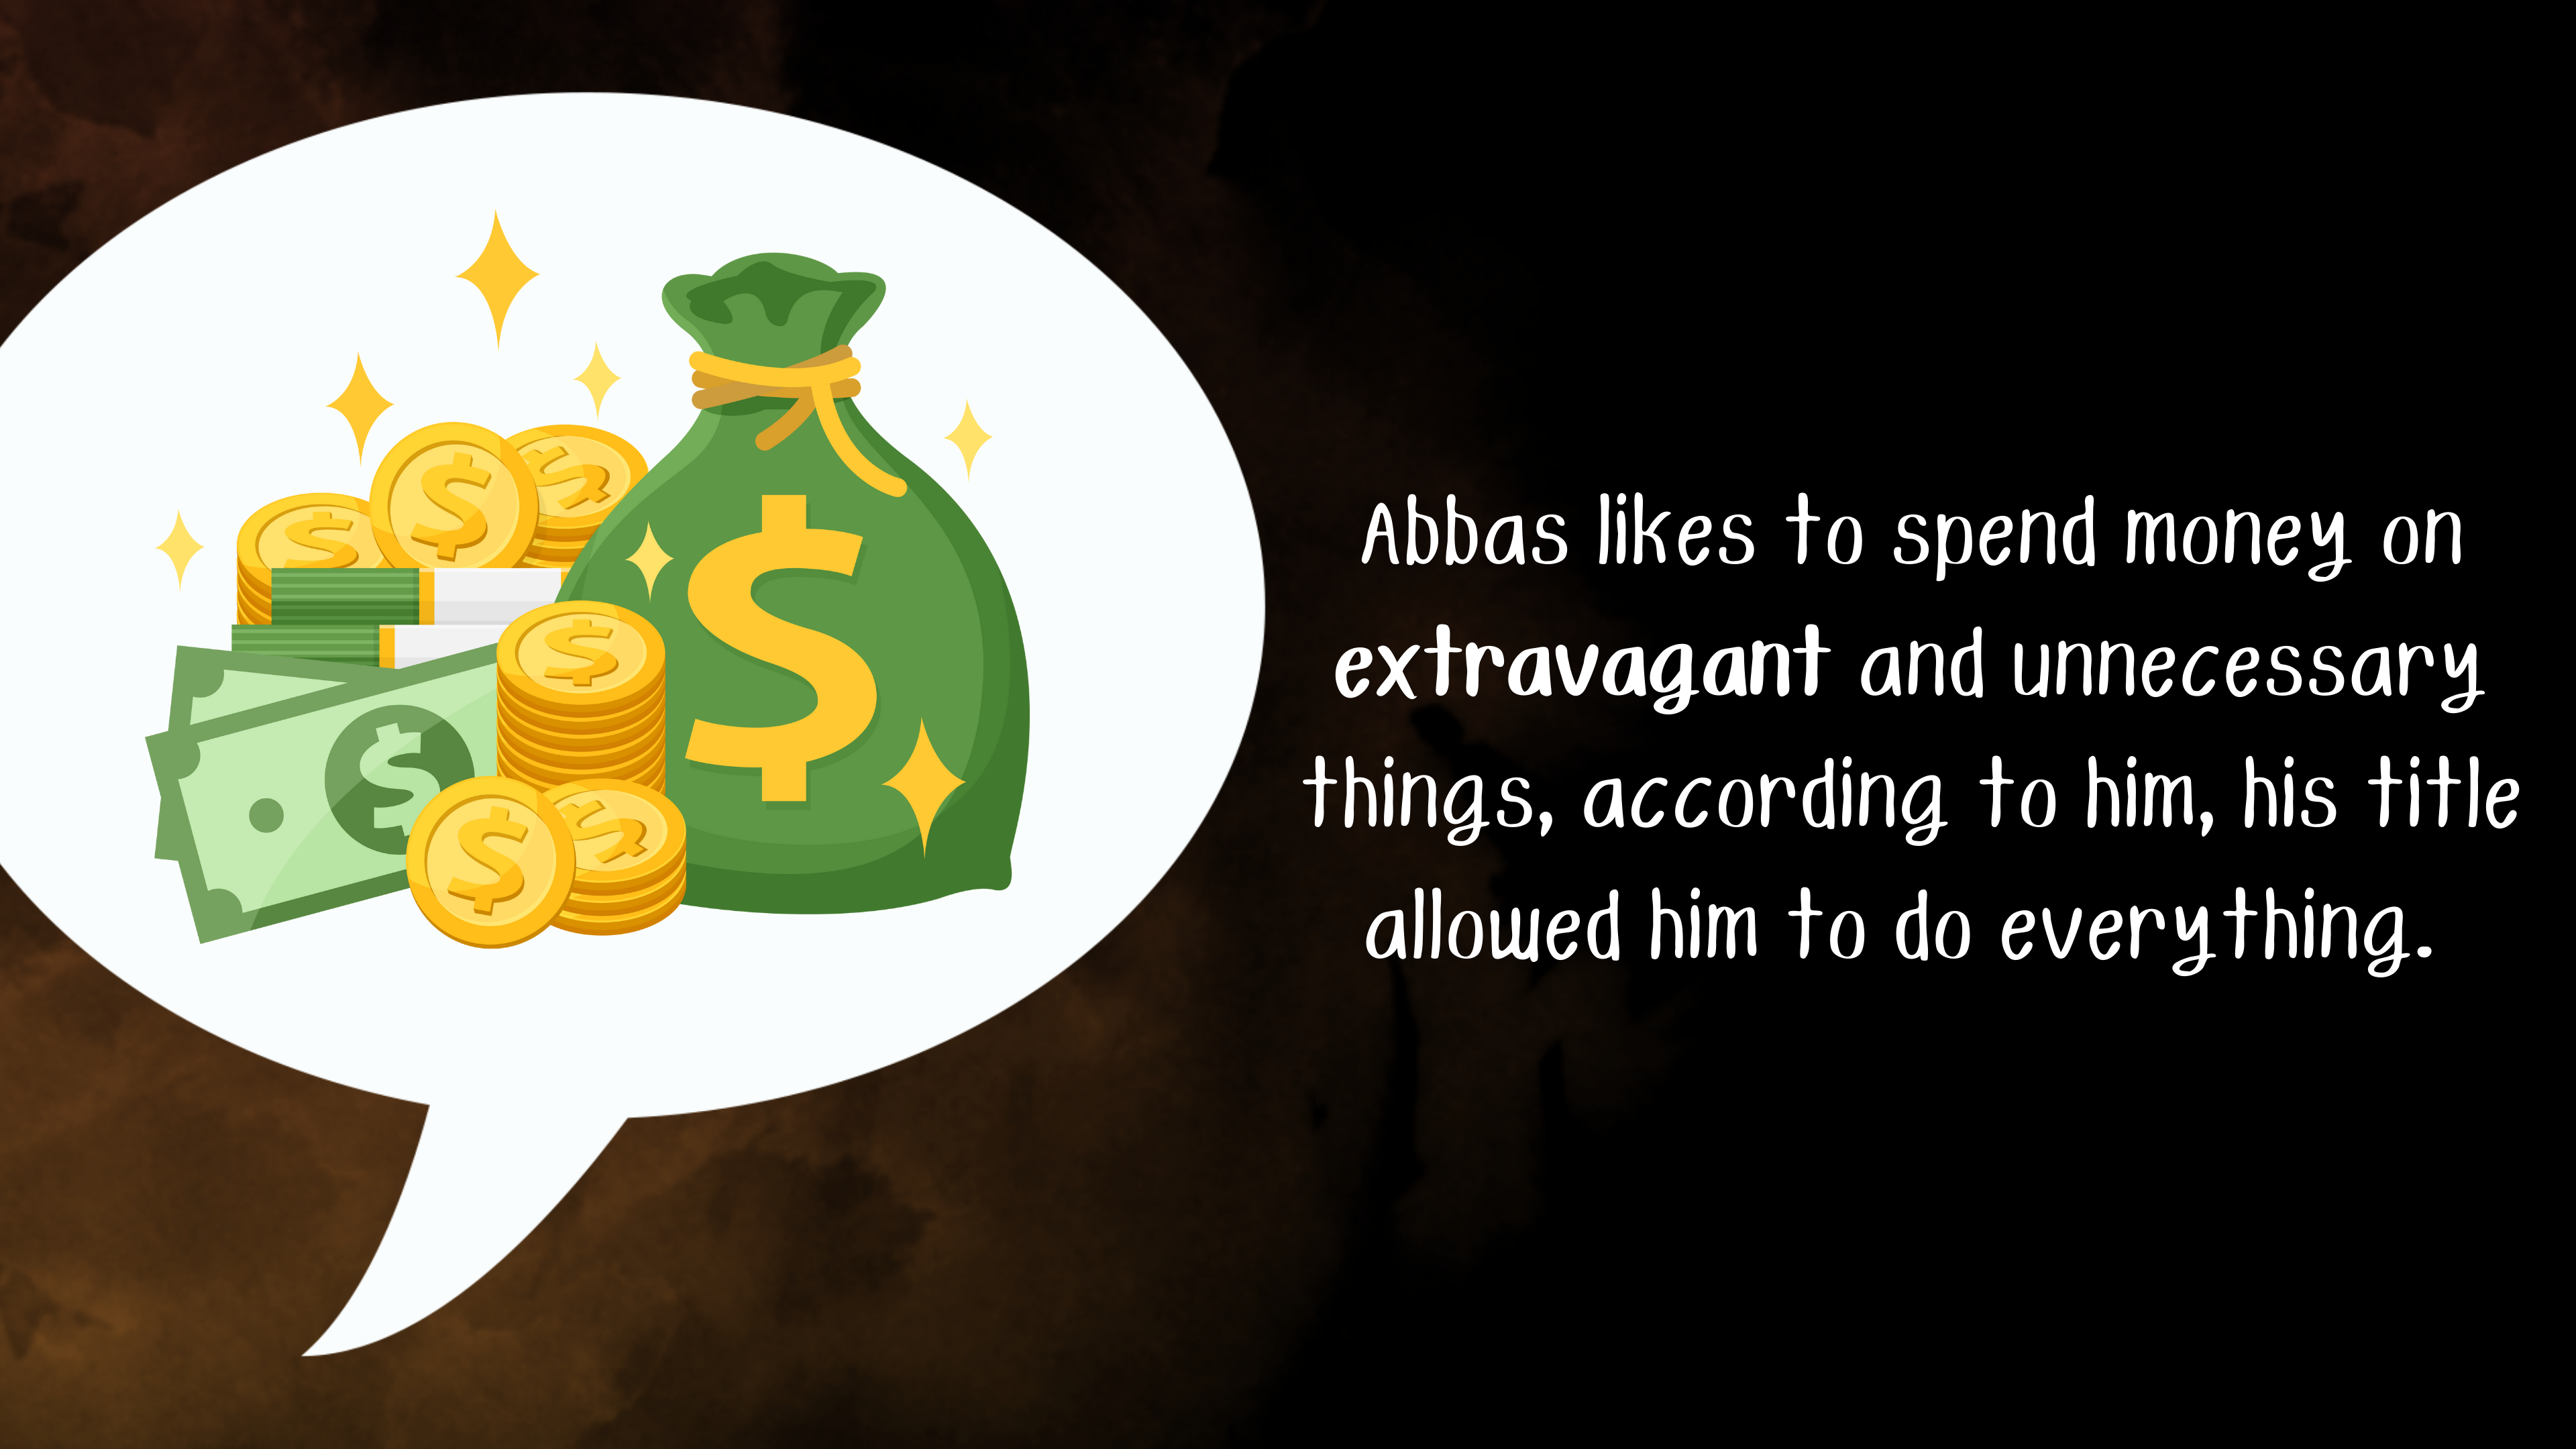 Abbas likes to spend money on
extravagant and unnecessary
things, according to him, his title
allowed him to do everything.
$
$
$
$
$
$
$
$